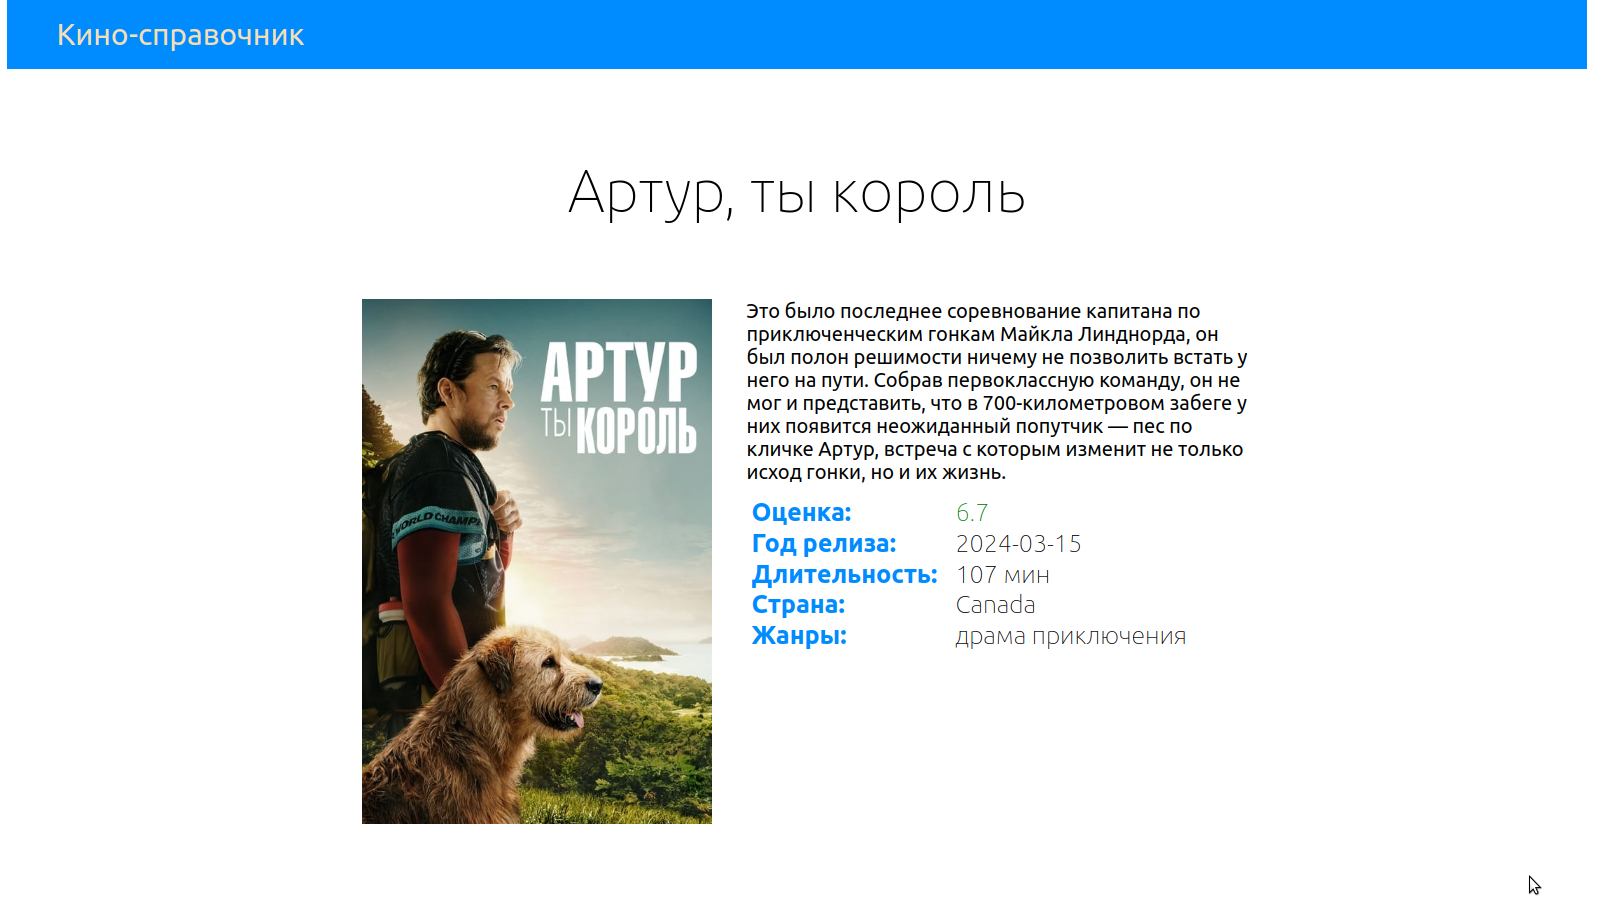 Кино-справочник
Артур, ты король
АРТУР
ТЫ КОРОЛЬ
WORLD CHAMP
Это было последнее соревнование капитана по
приключенческим гонкам Майкла Линднорда, он
был полон решимости ничему не позволить встать у
него на пути. Собрав первоклассную команду, он не
мог и представить, что в 700-километровом забеге у
них появится неожиданный попутчик — пес по
кличке Артур, встреча с которым изменит не только
исход гонки, но и их жизнь.
Оценка: 6.7
Год релиза: 2024-03-15
Длительность: 107 мин
Страна: Canada
Жанры: драма приключения